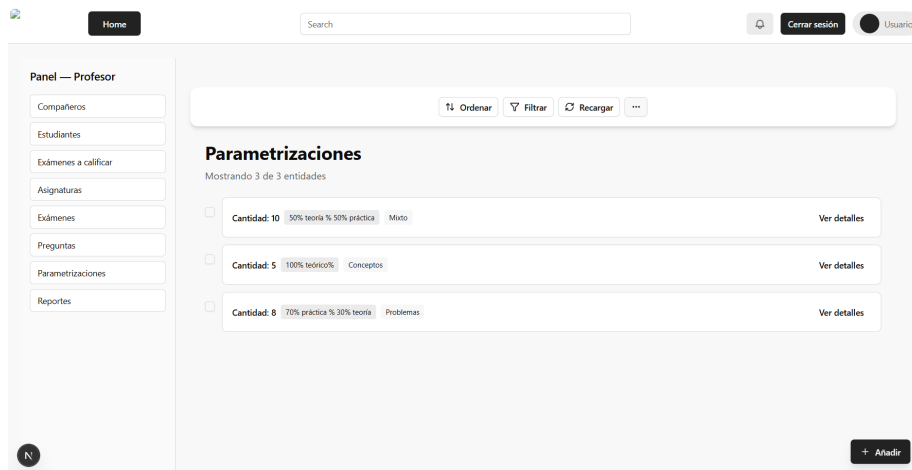 Home
Search
Cerrar sesión
Usuario
Panel — Profesor
Compañeros
Estudiantes
Exámenes a calificar
Asignaturas
Exámenes
Preguntas
Parametrizaciones
Reportes
Ordenar
Filtrar
Recargar
Parametrizaciones
Mostrando 3 de 3 entidades
Cantidad: 10 50% teoría % 50% práctica Mixto Ver detalles
Cantidad: 5 100% teórico% Conceptos Ver detalles
Cantidad: 8 70% práctica % 30% teoría Problemas Ver detalles
N
+ Añadir